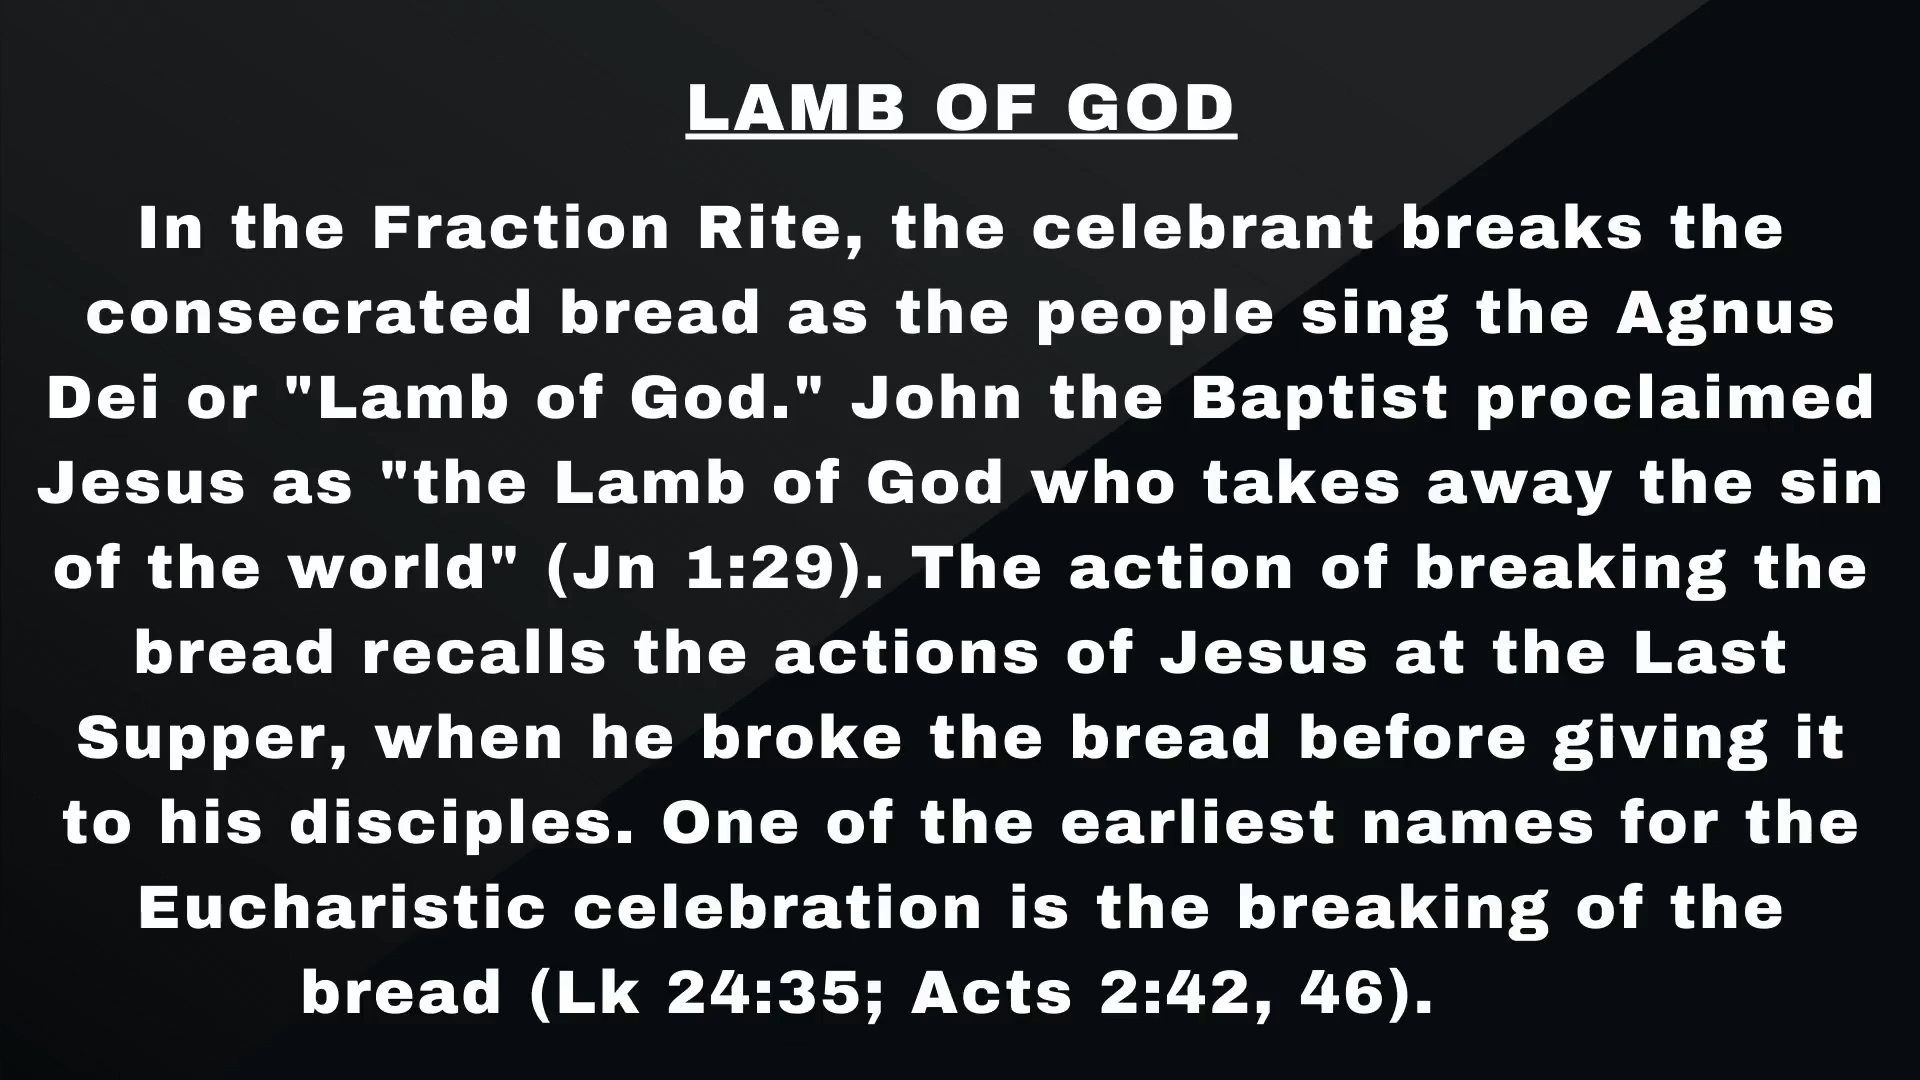 LAMB OF GOD
In the Fraction Rite, the celebrant breaks the
consecrated bread as the people sing the Agnus
Dei or "Lamb of God." John the Baptist proclaimed
Jesus as "the Lamb of God who takes away the sin
of the world" (Jn 1:29). The action of breaking the
bread recalls the actions of Jesus at the Last
Supper, when he broke the bread before giving it
to his disciples. One of the earliest names for the
Eucharistic celebration is the breaking of the
bread (Lk 24:35; Acts 2:42, 46).